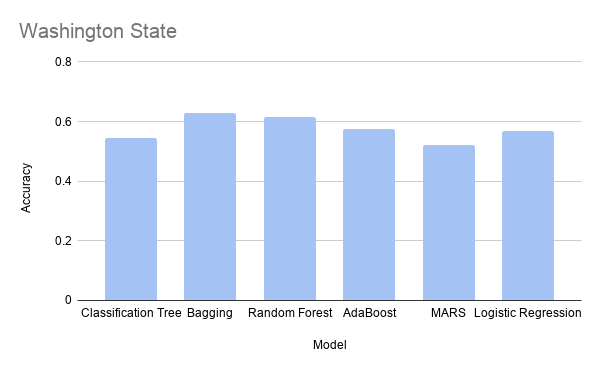 Washington State
0.8
0.6
0.4
0.2
0
Accuracy
Classification Tree Bagging Random Forest AdaBoost MARS Logistic Regression
Model